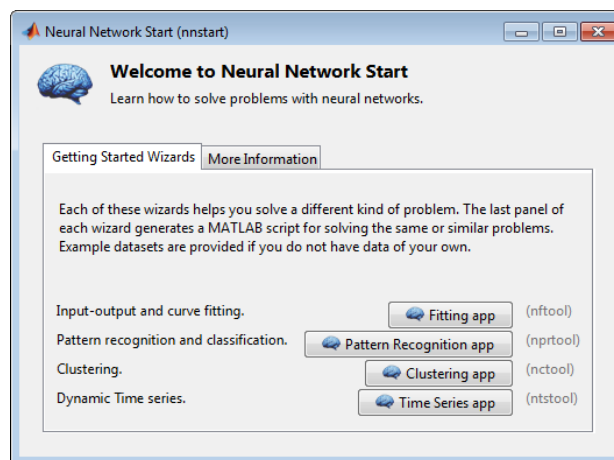 Neural Network Start (nnstart)
Welcome to Neural Network Start
Learn how to solve problems with neural networks.
Getting Started Wizards More Information
Each of these wizards helps you solve a different kind of problem. The last panel of
each wizard generates a MATLAB script for solving the same or similar problems.
Example datasets are provided if you do not have data of your own.
Input-output and curve fitting. Fitting app (nftool)
Pattern recognition and classification. Pattern Recognition app (nprtool)
Clustering. Clustering app (nctool)
Dynamic Time series. Time Series app (ntstool)